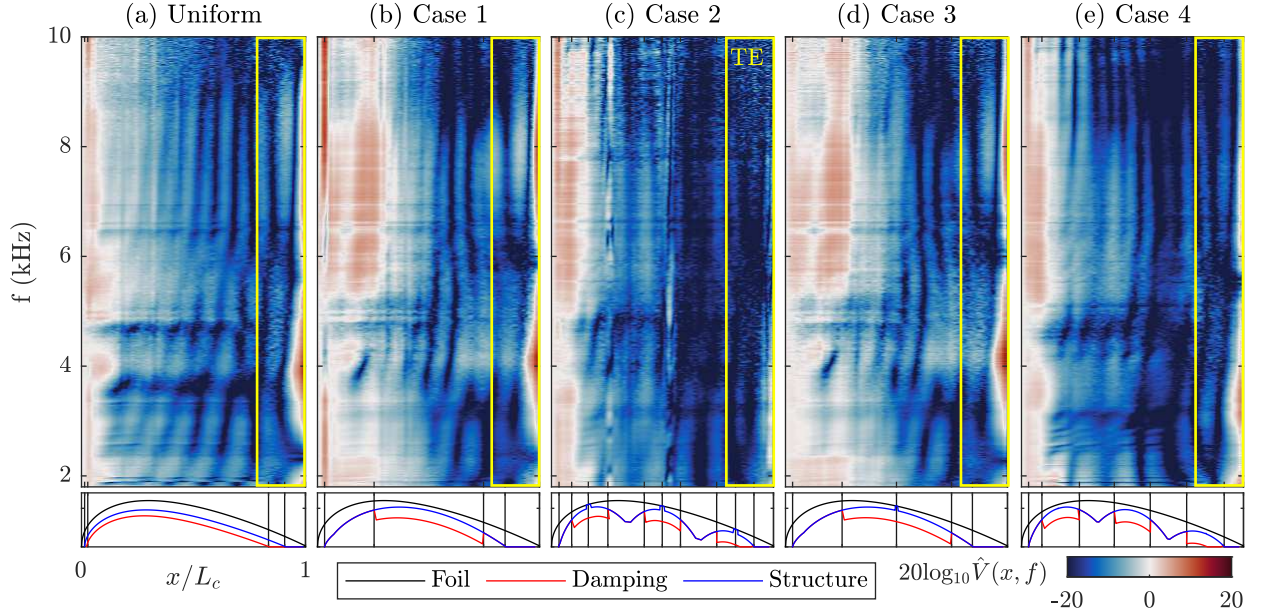 (a) Uniform
(b) Case 1
(c) Case 2
(d) Case 3
(e) Case 4
10
8
6
4
2
f (kHz)
TE
0
x/L_c
1
Foil
Damping
Structure
20log₁₀V̂(x, f)
-20
0
20